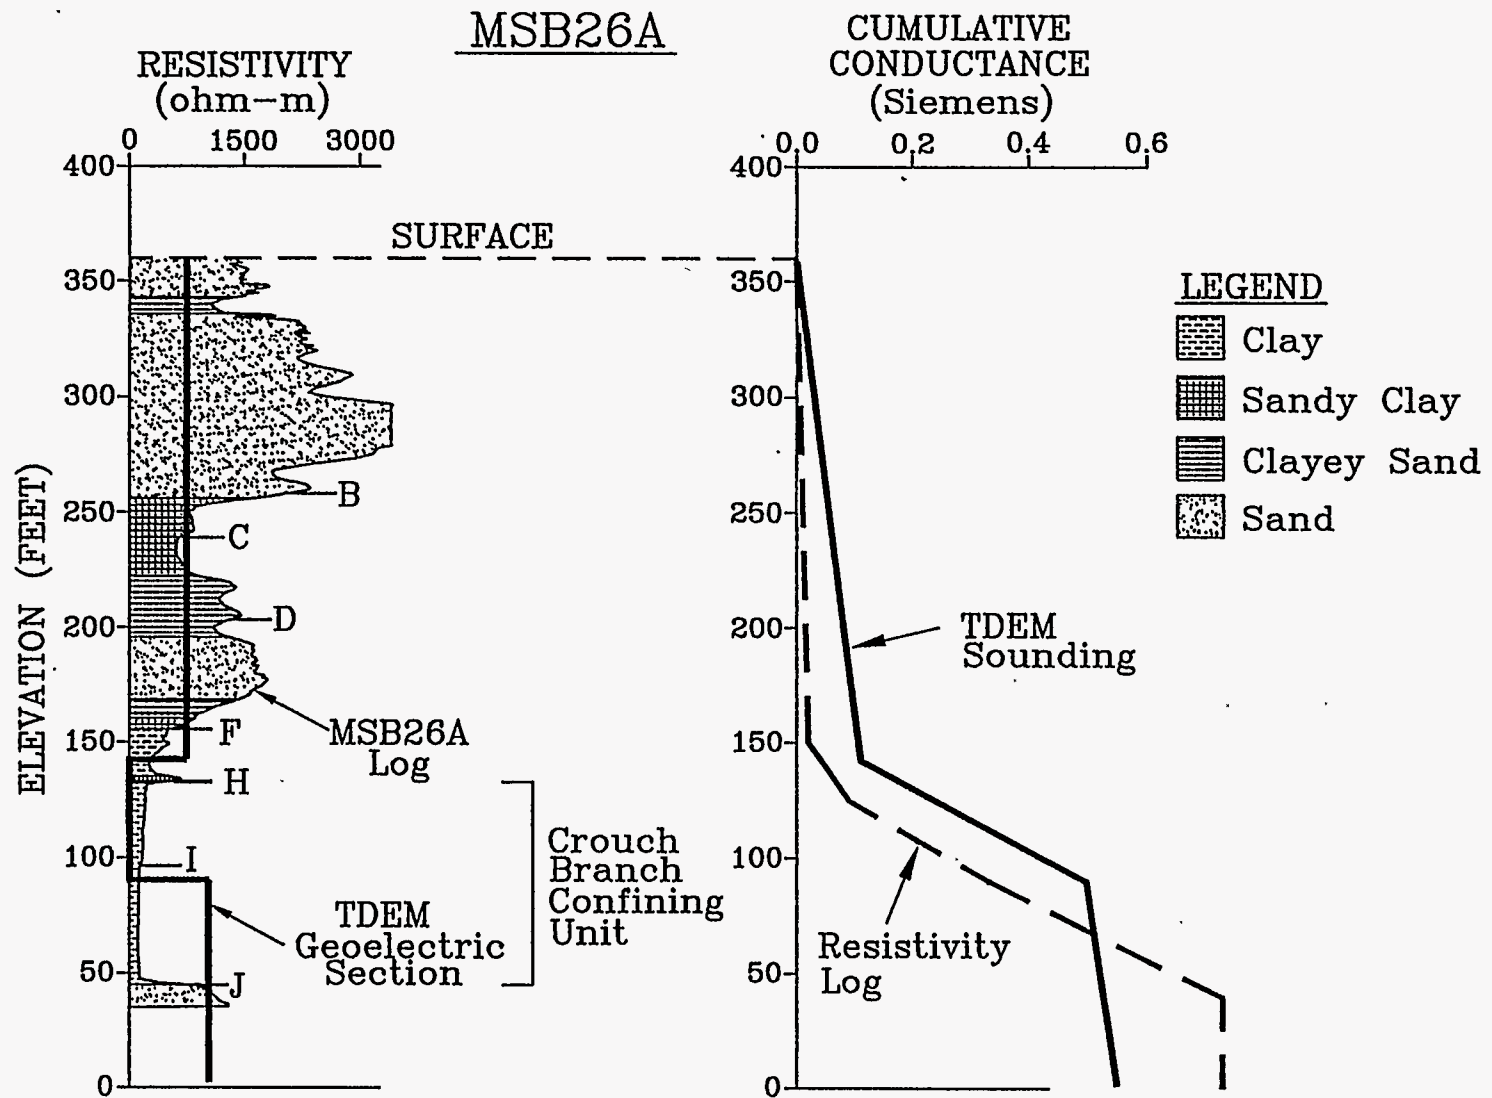 MSB26A
RESISTIVITY
(ohm-m)
0 1500 3000
CUMULATIVE
CONDUCTANCE
(Siemens)
0.0 0.2 0.4 0.6
ELEVATION (FEET)
400
350
300
250
200
150
100
50
0
SURFACE
B
C
D
F
H
I
J
MSB26A
Log
TDEM
Geoelectric
Section
Crouch
Branch
Confining
Unit
400
350
300
250
200
150
100
50
0
TDEM
Sounding
Resistivity
Log
LEGEND
Clay
Sandy Clay
Clayey Sand
Sand